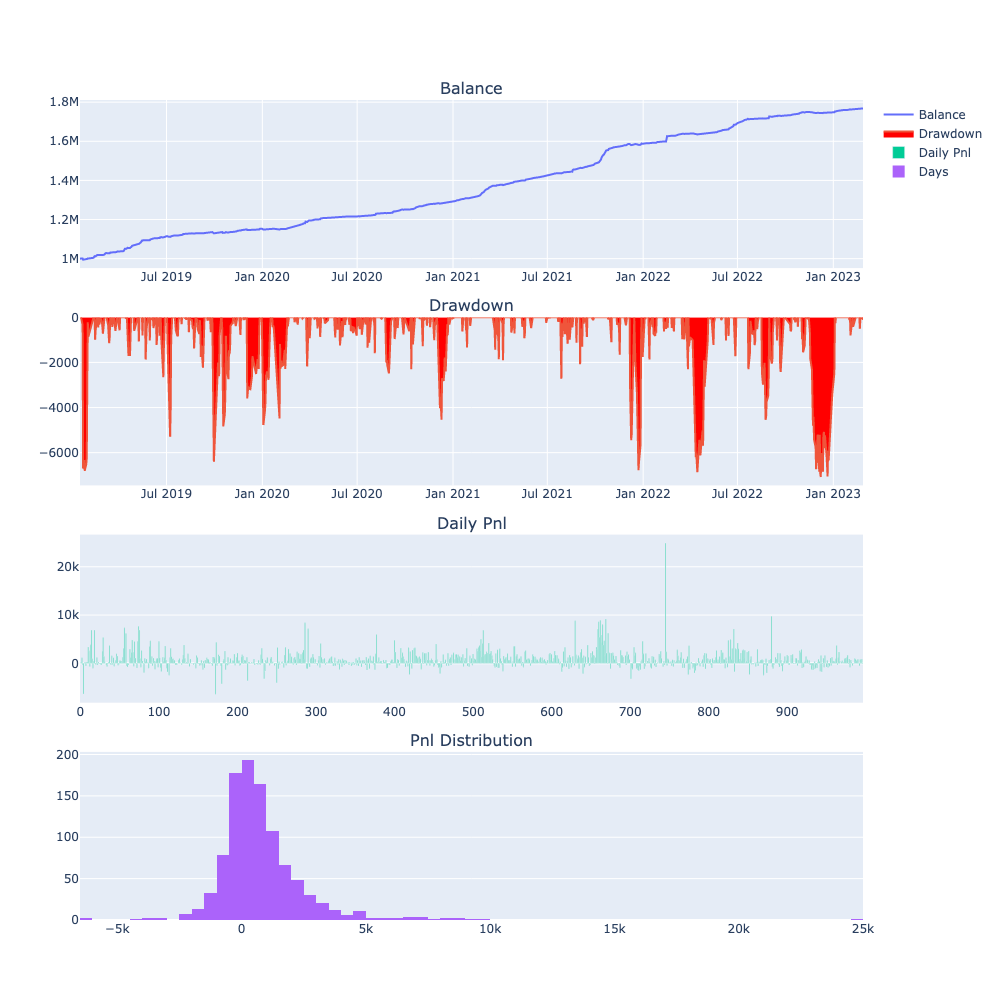 Balance
1.8M
1.6M
1.4M
1.2M
1M
Jul 2019 Jan 2020 Jul 2020 Jan 2021 Jul 2021 Jan 2022 Jul 2022 Jan 2023
Balance
Drawdown
Daily Pnl
Days
Drawdown
0
−2000
−4000
−6000
Jul 2019 Jan 2020 Jul 2020 Jan 2021 Jul 2021 Jan 2022 Jul 2022 Jan 2023
Daily Pnl
20k
10k
0
0 100 200 300 400 500 600 700 800 900
Pnl Distribution
200
150
100
50
0
−5k 0 5k 10k 15k 20k 25k